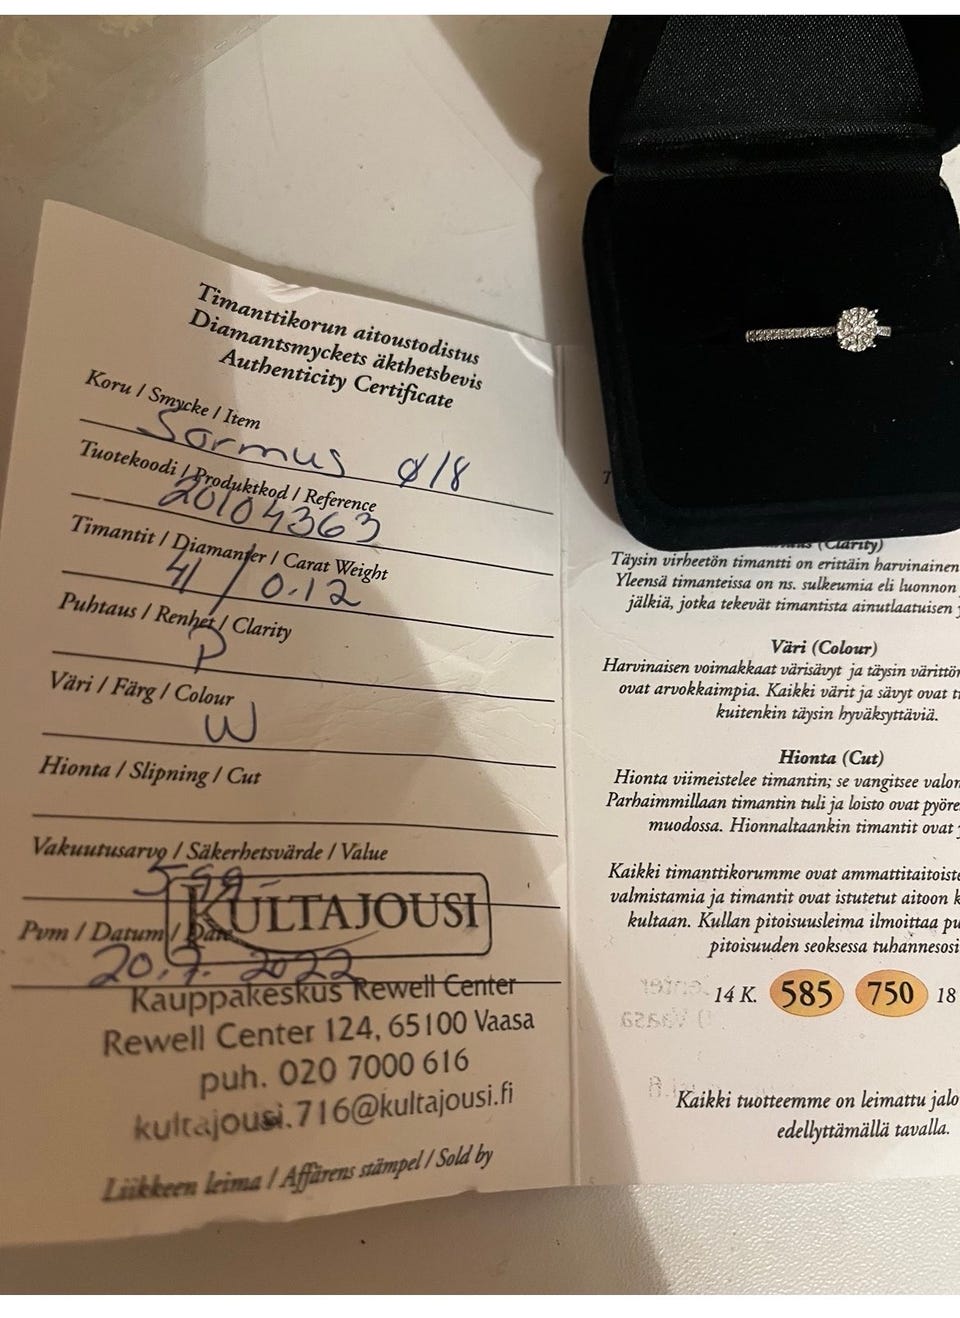 Timanttikorun aitoustodistus
Diamantsmyckets äkthetsbevis
Authenticity Certificate
Koru / Smycke / Item
Sormus ø18
Tuotekoodi / Produktkod / Reference
20104363
Timantit / Diamanter / Carat Weight
41 / 0.12
Puhtaus / Renhet / Clarity
P
Väri / Färg / Colour
W
Hionta / Slipning / Cut
Vakuutusarvo / Säkerhetsvärde / Value
599.-
KULTAJOUSI
Pvm / Datum / Date
20.7. 2022
Kauppakeskus Rewell Center
Rewell Center 124, 65100 Vaasa
puh. 020 7000 616
kultajousi.716@kultajousi.fi
Liikkeen leima / Affärens stämpel / Sold by
(Clarity)
Täysin virheetön timantti on erittäin harvinainen
Yleensä timanteissa on ns. sulkeumia eli luonnon
jälkiä, jotka tekevät timantista ainutlaatuisen
Väri (Colour)
Harvinaisen voimakkaat värisävyt ja täysin
ovat arvokkaimpia. Kaikki värit ja sävyt ovat
kuitenkin täysin hyväksyttäviä.
Hionta (Cut)
Hionta viimeistelee timantin; se vangitsee
Parhaimmillaan timantin tuli ja loisto ovat
muodossa. Hionnaltaankin timantit ovat
Kaikki timanttikorumme ovat
valmistamia ja timantit ovat istutetut aitoon
kultaan. Kullan pitoisuusleima ilmoittaa
pitoisuuden seoksessa
14 K. 585 750 18
Kaikki tuotteemme on leimattu
edellyttämällä tavalla.